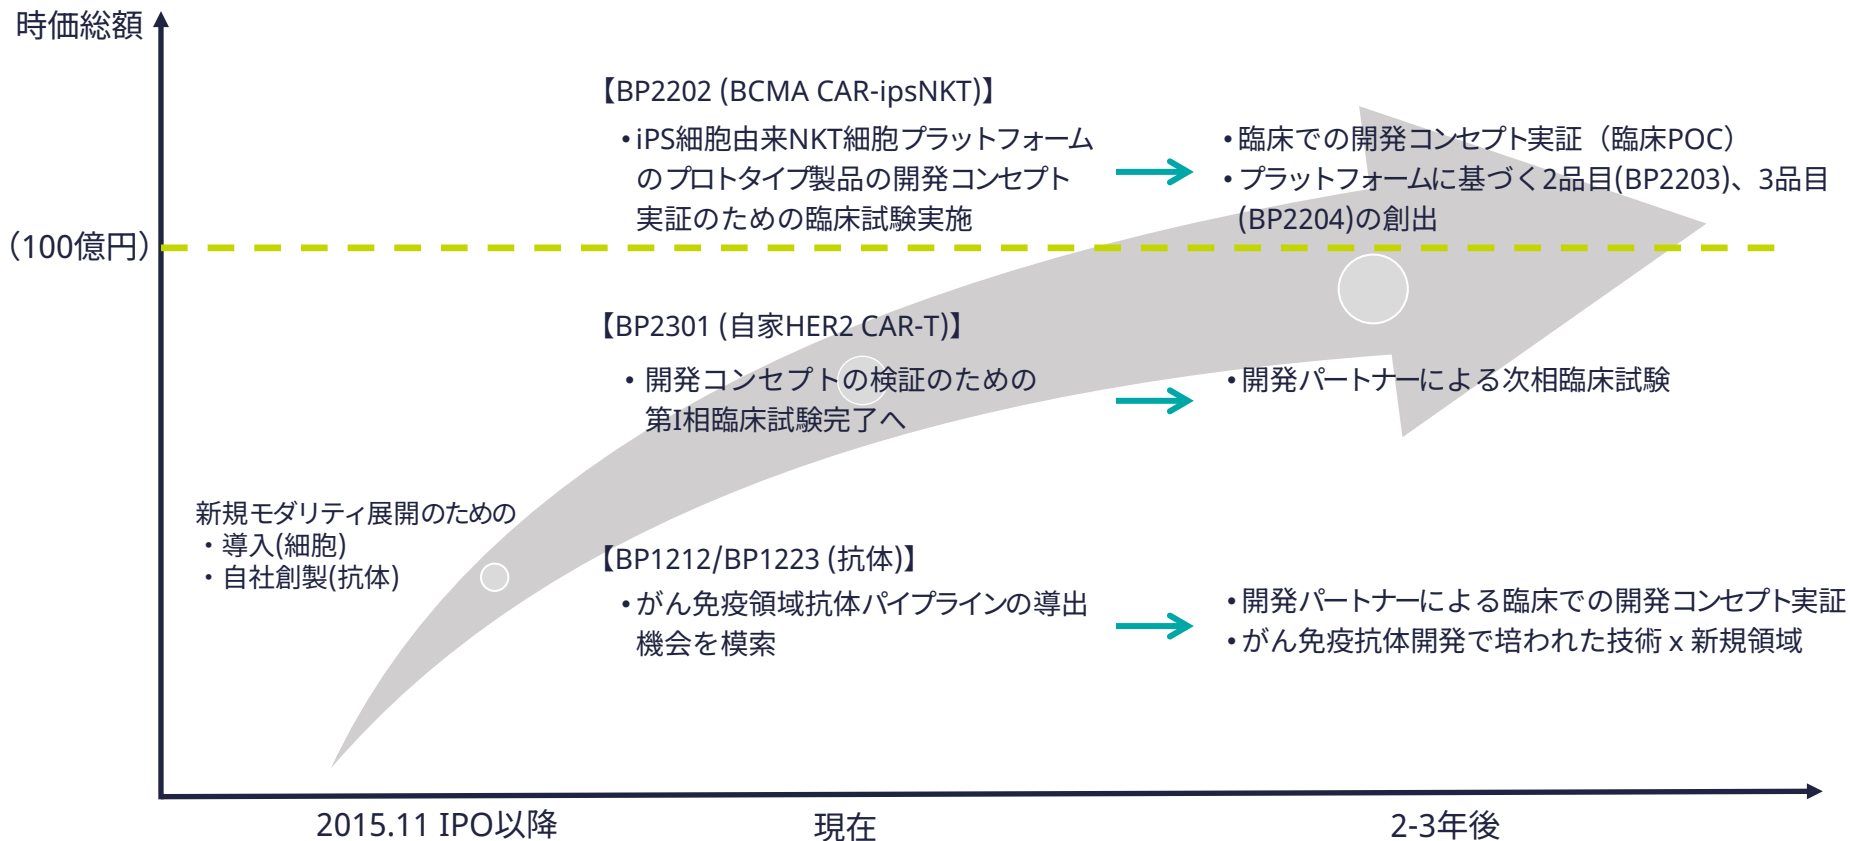 時価総額
【BP2202 (BCMA CAR-ipsNKT)】
•iPS細胞由来NKT細胞プラットフォーム
のプロトタイプ製品の開発コンセプト
実証のための臨床試験実施
•臨床での開発コンセプト実証（臨床POC）
•プラットフォームに基づく2品目(BP2203)、3品目
(BP2204)の創出
（100億円）
【BP2301 (自家HER2 CAR-T)】
• 開発コンセプトの検証のための
第I相臨床試験完了へ
•開発パートナーによる次相臨床試験
新規モダリティ展開のための
・導入(細胞)
・自社創製(抗体)
【BP1212/BP1223 (抗体)】
•がん免疫領域抗体パイプラインの導出
機会を模索
•開発パートナーによる臨床での開発コンセプト実証
•がん免疫抗体開発で培われた技術 x 新規領域
2015.11 IPO以降
現在
2-3年後